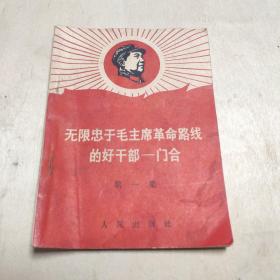 无限忠于毛主席革命路线
的好干部—门合
第一集
人民出版社